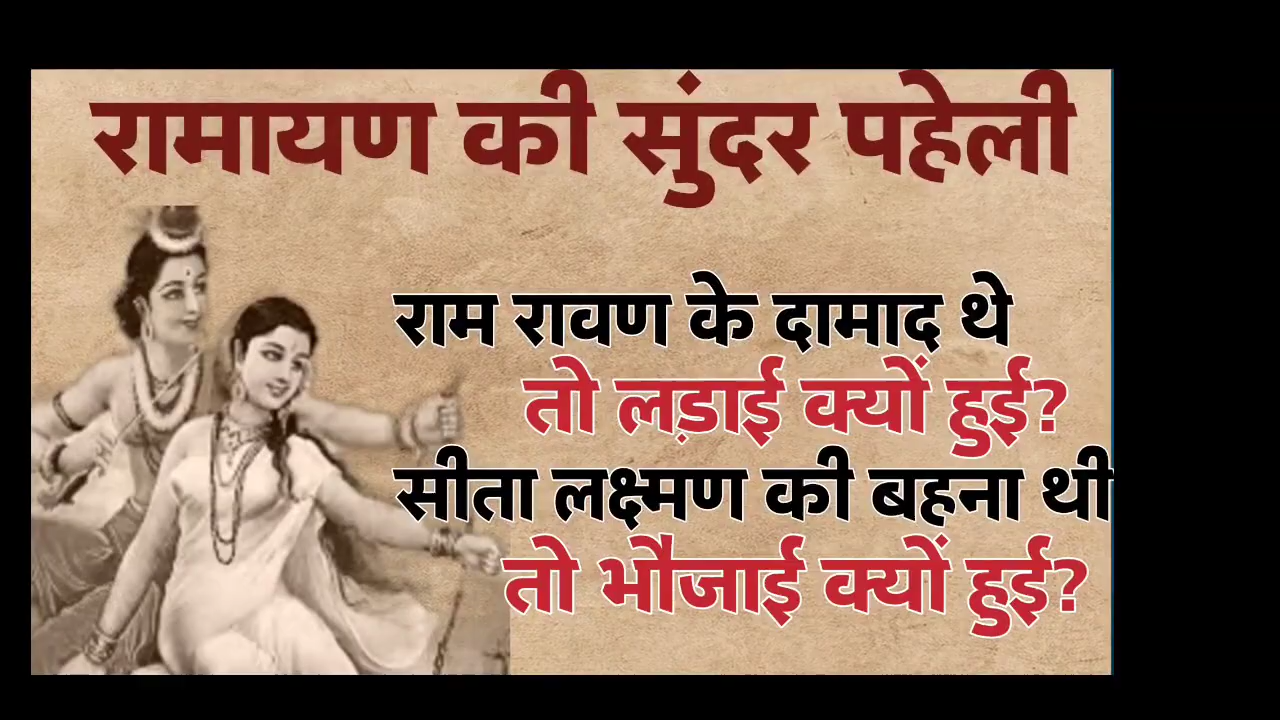 रामायण की सुंदर पहेली
राम रावण के दामाद थे
तो लड़ाई क्यों हुई?
सीता लक्ष्मण की बहना थी
तो भौजाई क्यों हुई?